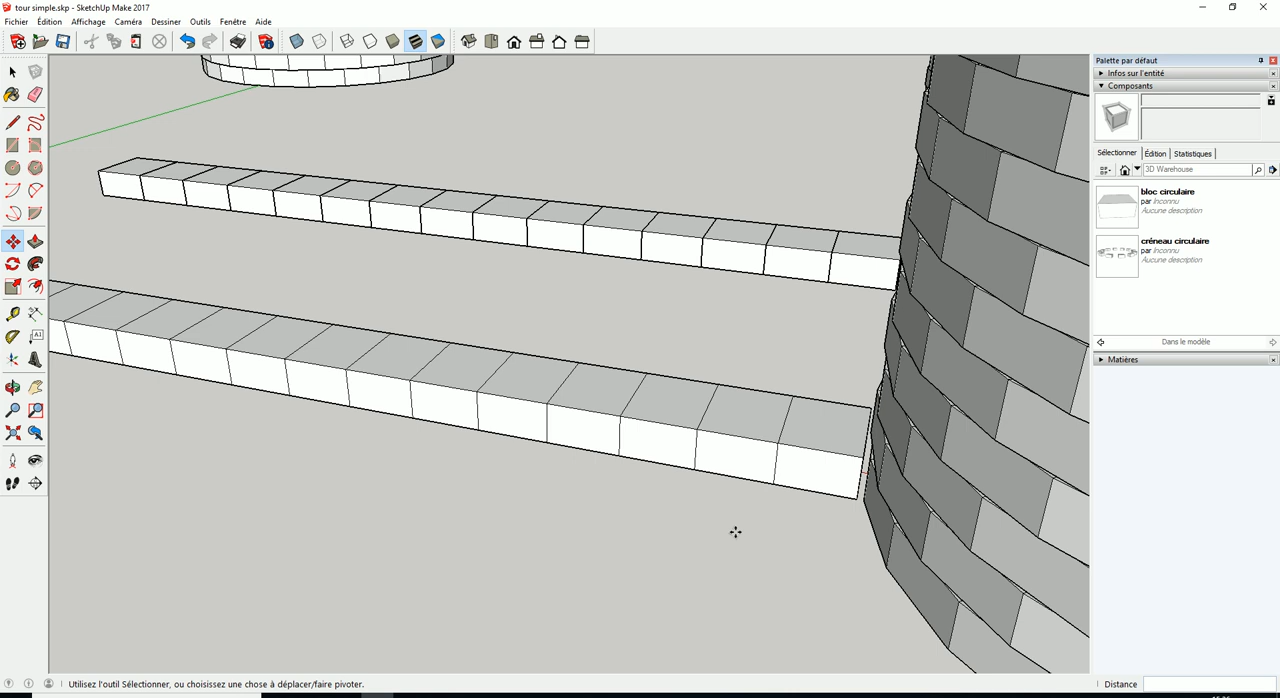 tour simple.skp - SketchUp Make 2017
Fichier Édition Affichage Caméra Dessiner Outils Fenêtre Aide
Palette par défaut
Infos sur l'entité
Composants
Sélectionner Édition Statistiques
3D Warehouse
bloc circulaire
par Inconnu
Aucune description
créneau circulaire
par Inconnu
Aucune description
Dans le modèle
Matières
A1
Utilisez l'outil Sélectionner, ou choisissez une chose à déplacer/faire pivoter.
Distance